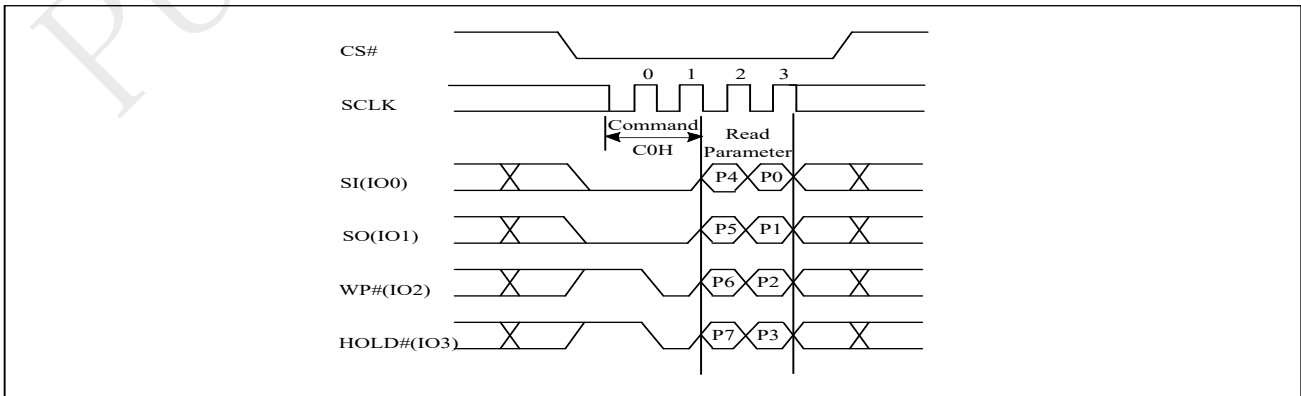 Pu
CS#
0 1 2 3
SCLK
Command Read
C0H Parameter
SI(IO0) P4 P0
SO(IO1) P5 P1
WP#(IO2) P6 P2
HOLD#(IO3) P7 P3